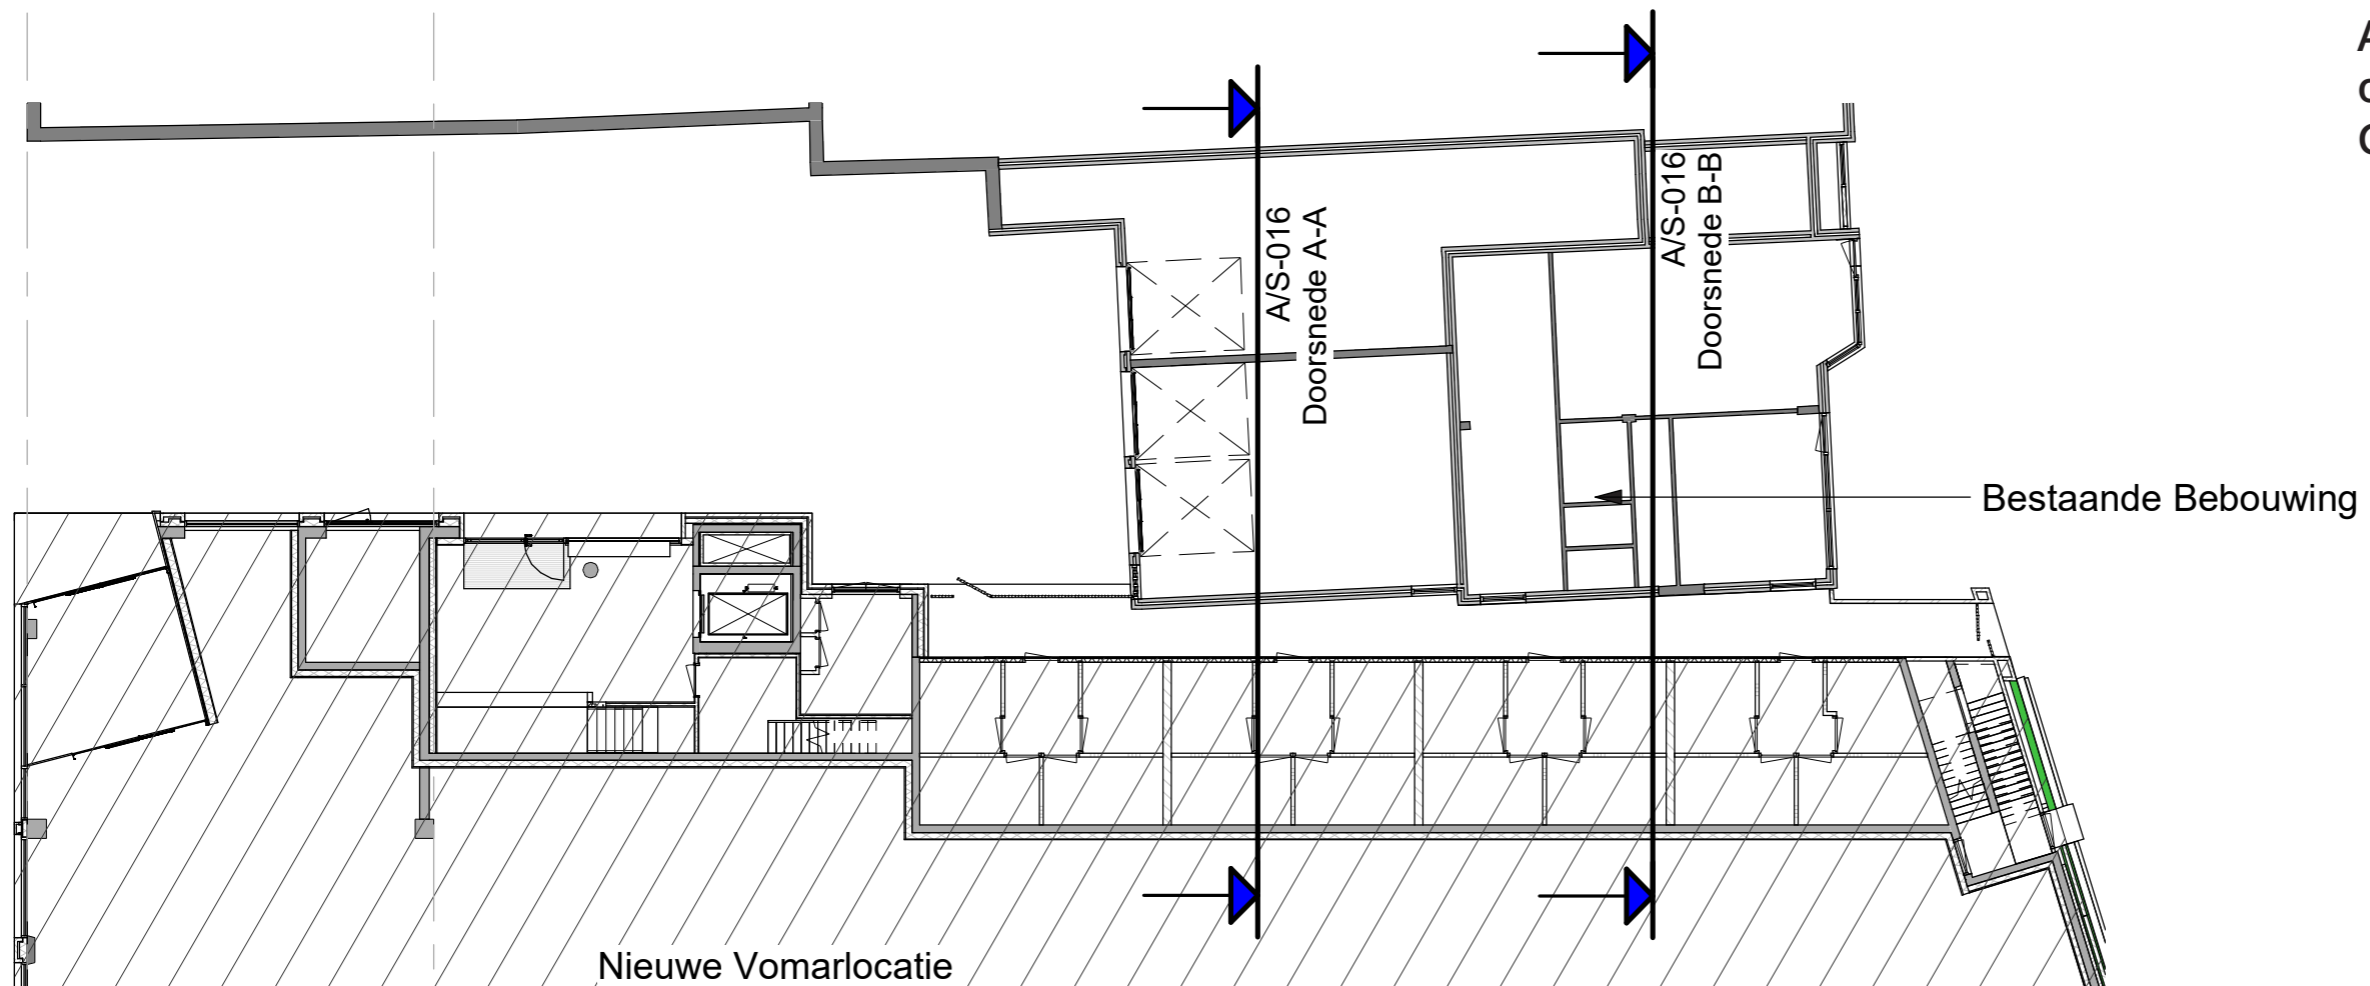 A/S-016
Doorsnede A-A
A/S-016
Doorsnede B-B
Bestaande Bebouwing
Nieuwe Vomarlocatie